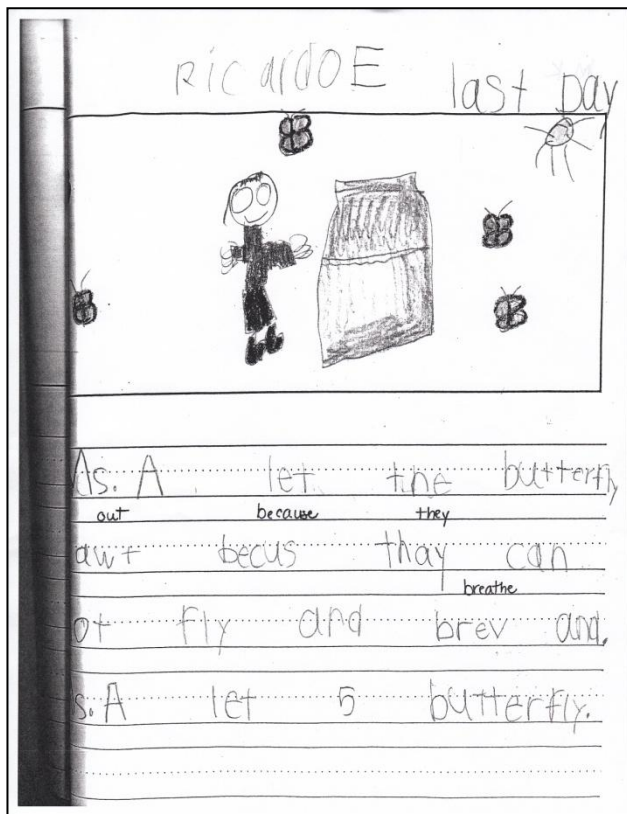 RicardoE last Day
Ms. A let the butterfly
out because they
awt becus thay can
ot fly and brev and.
breathe
s. A let 5 butterfly.